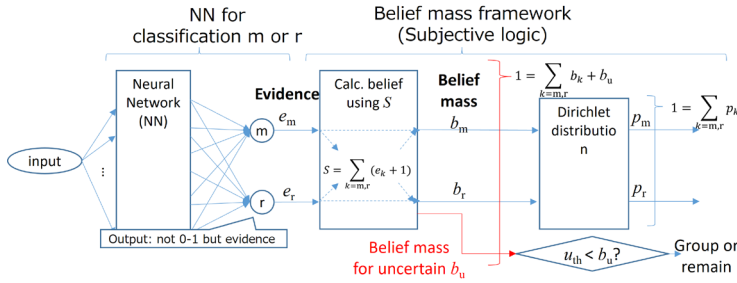 NN for
classification m or r
Belief mass framework
(Subjective logic)
Neural
Network
(NN)
Evidence
Calc. belief
using S
Belief
mass
1 = ∑ b_k + b_u
k=m,r
Dirichlet
distributio
n
1 = ∑ p_k
k=m,r
input
⋮
m
e_m
b_m
p_m
S = ∑ (e_k + 1)
k=m,r
r
e_r
b_r
p_r
Output: not 0-1 but evidence
Belief mass
for uncertain b_u
u_th < b_u?
Group or
remain